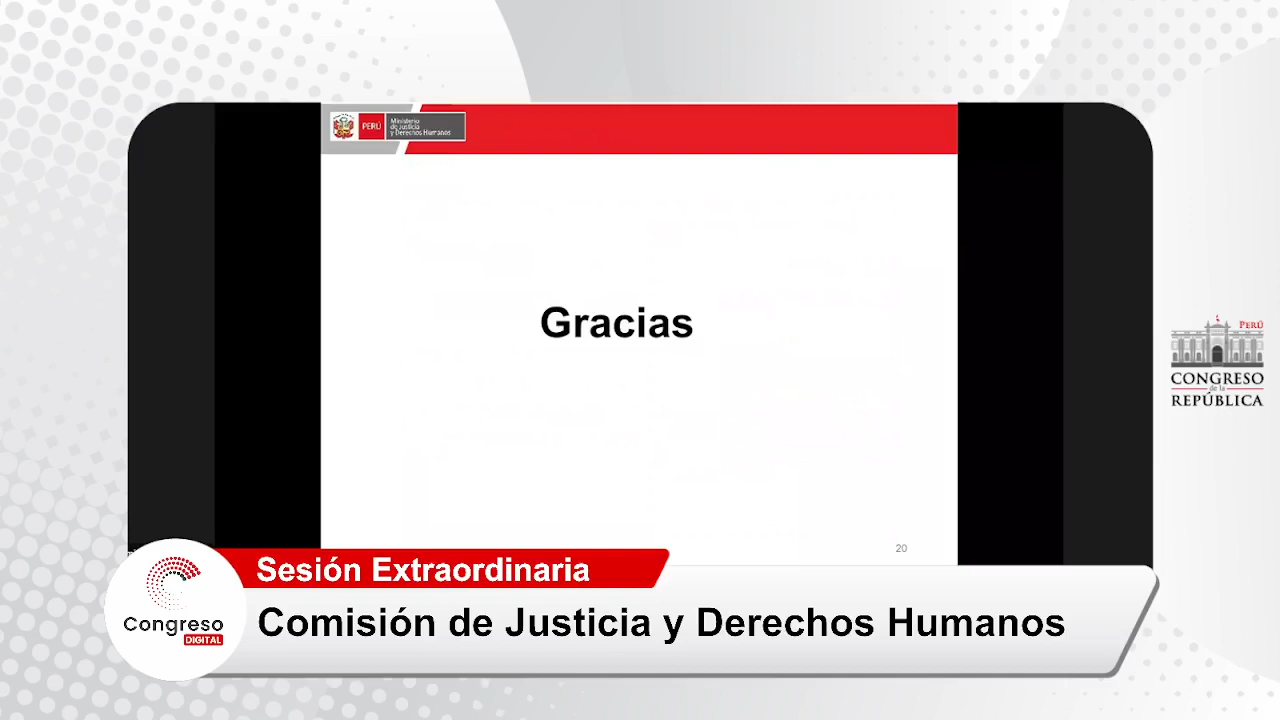 PERÚ
Ministerio
de Justicia
y Derechos Humanos
Gracias
20
PERÚ
CONGRESO
de la
REPÚBLICA
Sesión Extraordinaria
Comisión de Justicia y Derechos Humanos
Congreso
DIGITAL